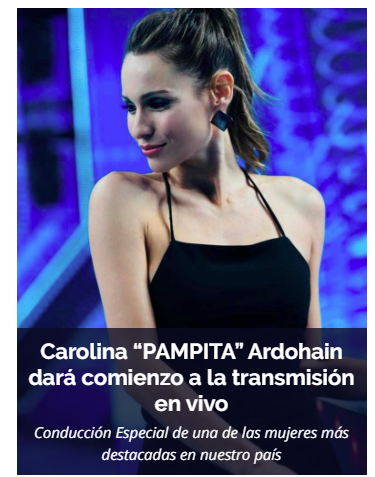 Carolina “PAMPITA” Ardohain
dará comienzo a la transmisión
en vivo
Conducción Especial de una de las mujeres más
destacadas en nuestro país